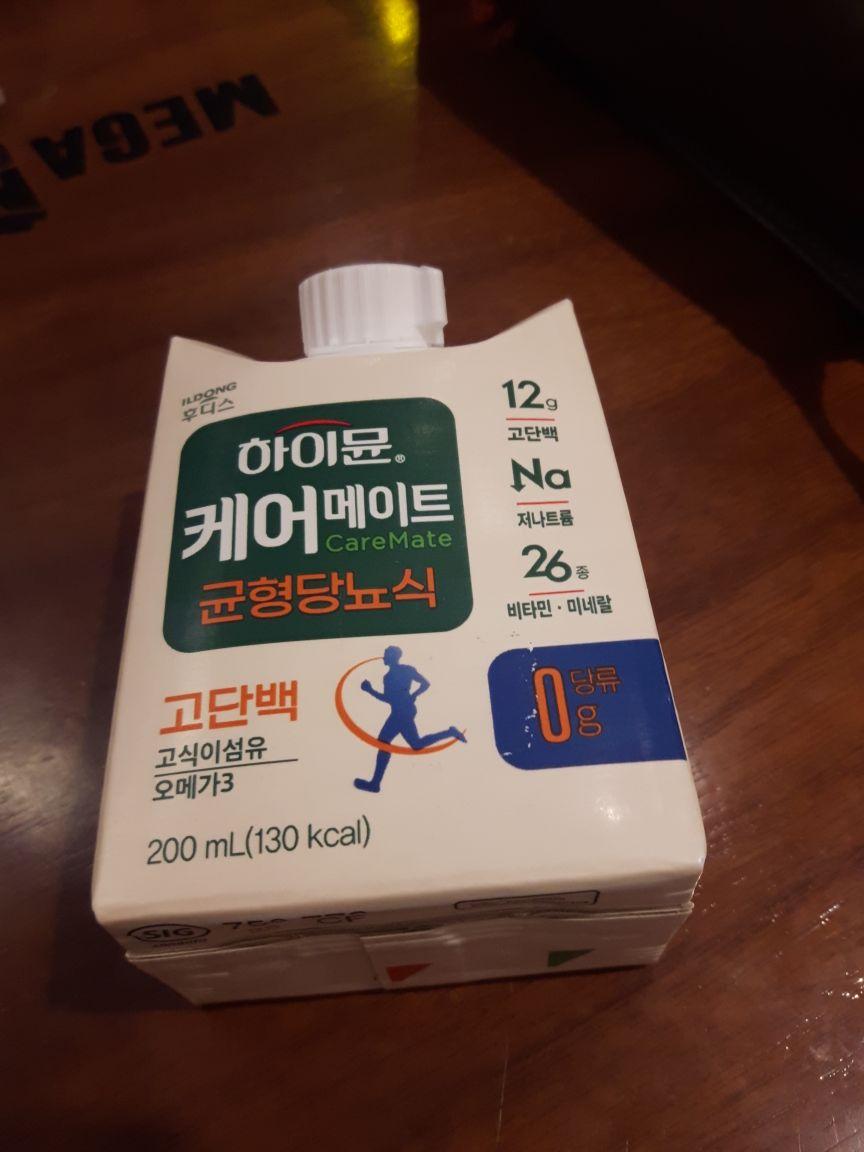 MEGA
ILDONG
후디스
하이뮨®
케어메이트
CareMate
균형당뇨식
12g
고단백
Na
저나트륨
26종
비타민·미네랄
0g
당류
고단백
고식이섬유
오메가3
200 mL(130 kcal)
SIG